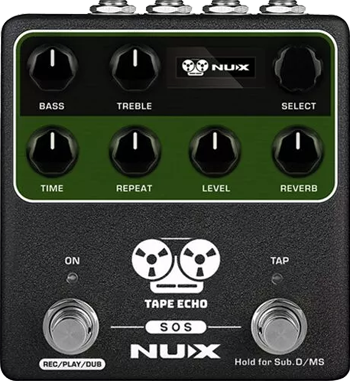 NUX
BASS TREBLE SELECT
TIME REPEAT LEVEL REVERB
ON TAP
TAPE ECHO
SOS
REC/PLAY/DUB NUX Hold for Sub.D/MS